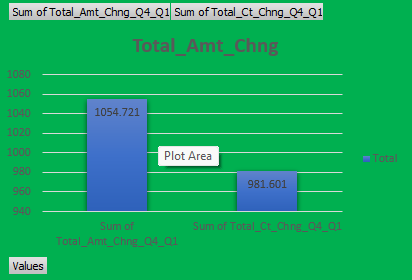 Sum of Total_Amt_Chng_Q4_Q1 Sum of Total_Ct_Chng_Q4_Q1
Total_Amt_Chng
1080
1060
1040
1020
1000
980
960
940
1054.721
Plot Area
981.601
Total
Sum of
Total_Amt_Chng_Q4_Q1
Sum of Total_Ct_Chng_Q4_Q1
Values